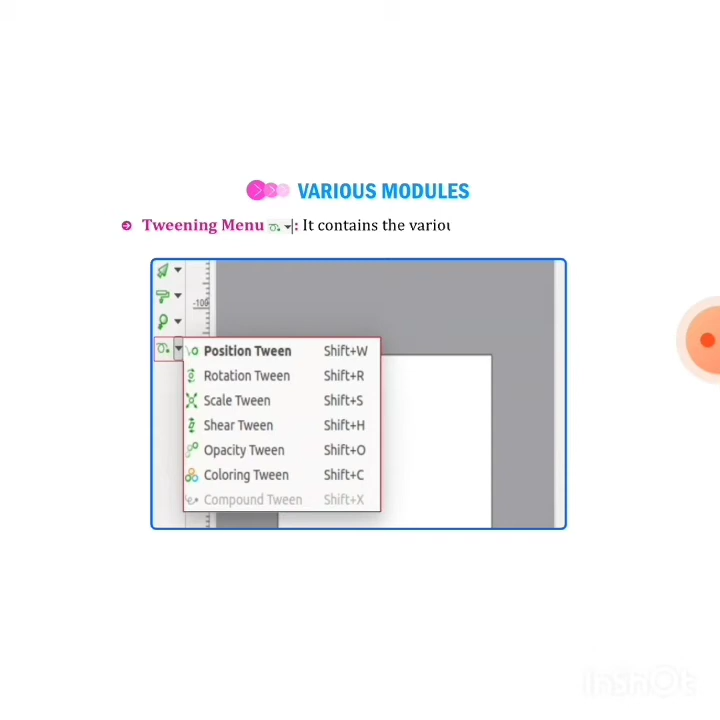 VARIOUS MODULES
Tweening Menu : It contains the variou
-100
Position Tween Shift+W
Rotation Tween Shift+R
Scale Tween Shift+S
Shear Tween Shift+H
Opacity Tween Shift+O
Coloring Tween Shift+C
Compound Tween Shift+X
InShOt